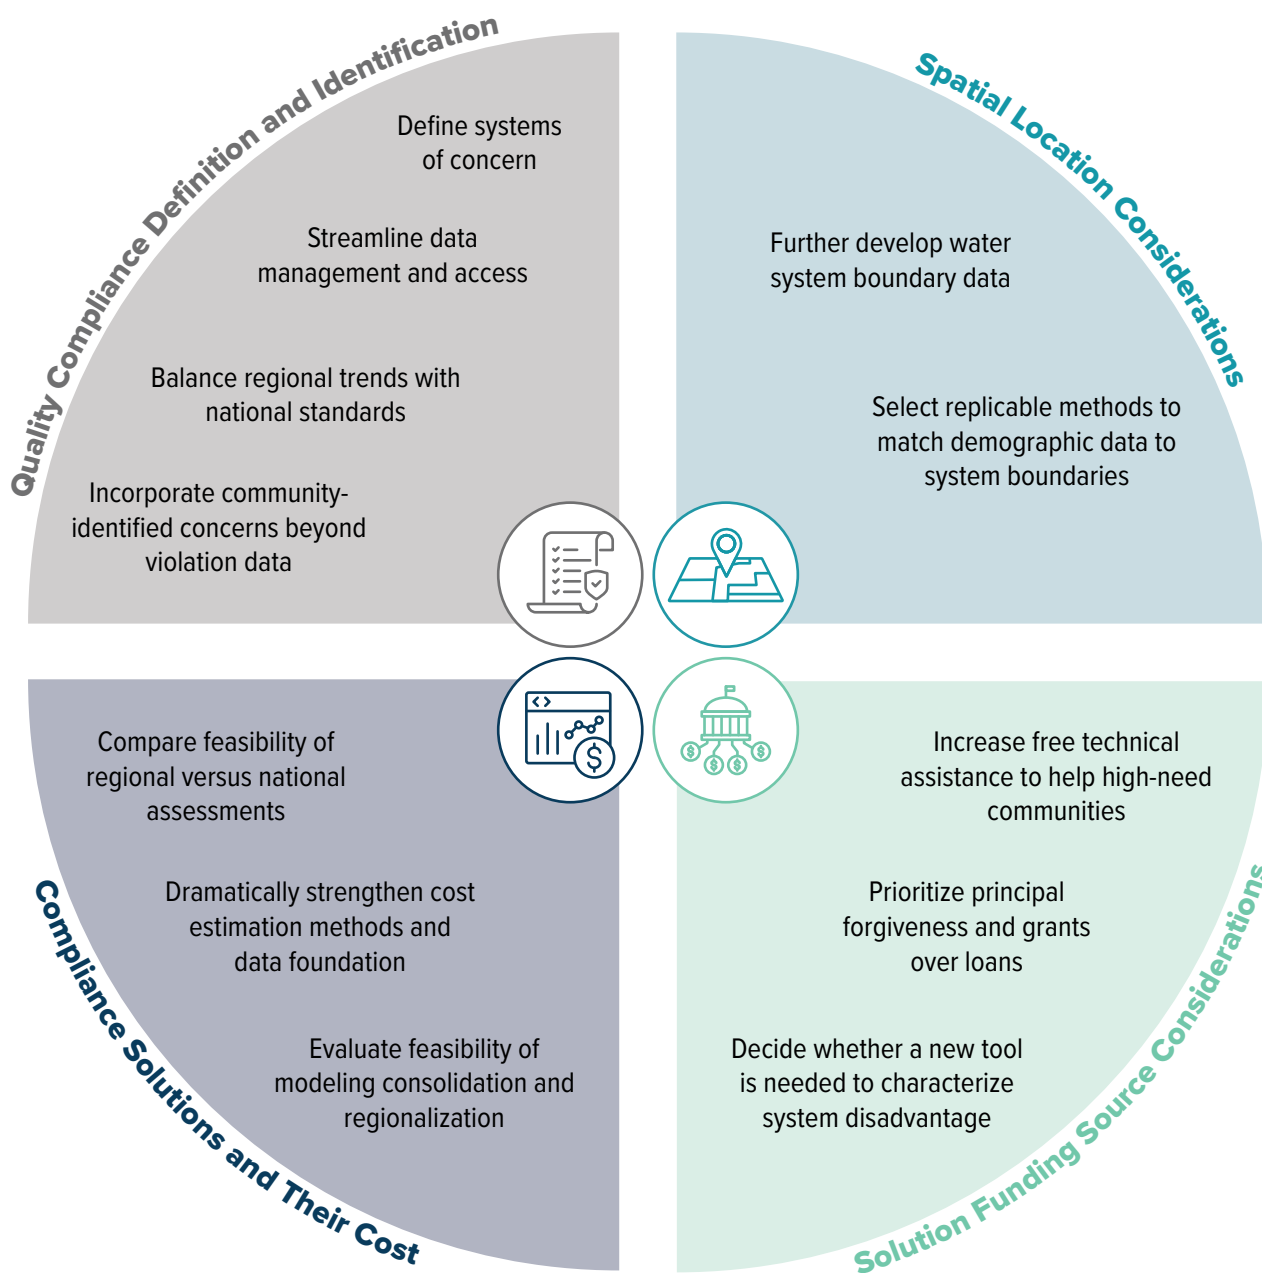 Quality Compliance Definition and Identification
Define systems
of concern
Streamline data
management and access
Balance regional trends with
national standards
Incorporate community-
identified concerns beyond
violation data
Spatial Location Considerations
Further develop water
system boundary data
Select replicable methods to
match demographic data to
system boundaries
Compliance Solutions and Their Cost
Compare feasibility of
regional versus national
assessments
Dramatically strengthen cost
estimation methods and
data foundation
Evaluate feasibility of
modeling consolidation and
regionalization
$
Solution Funding Source Considerations
Increase free technical
assistance to help high-need
communities
Prioritize principal
forgiveness and grants
over loans
Decide whether a new tool
is needed to characterize
system disadvantage
$ $ $ $